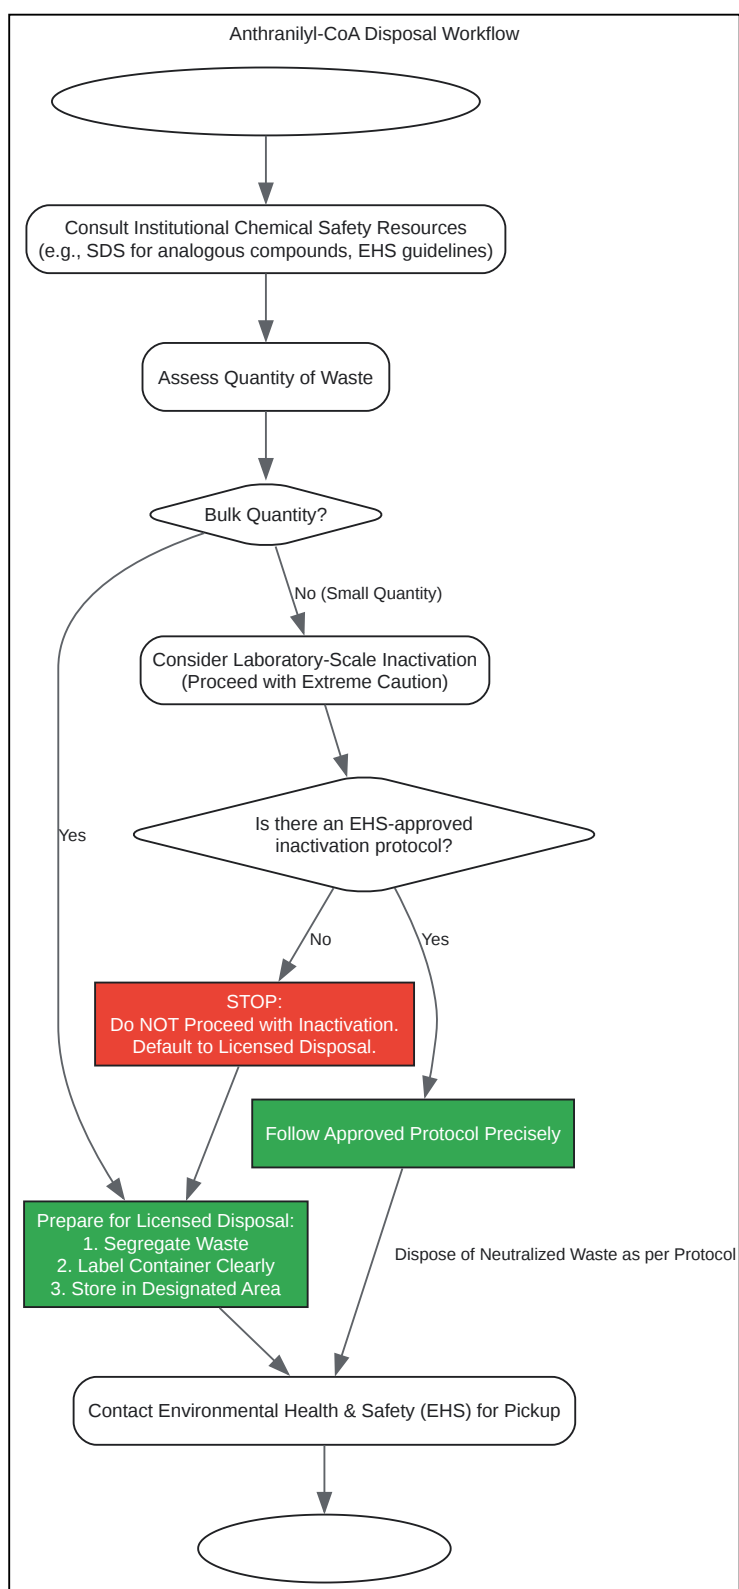 Anthranilyl-CoA Disposal Workflow
Consult Institutional Chemical Safety Resources
(e.g., SDS for analogous compounds, EHS guidelines)
Assess Quantity of Waste
Bulk Quantity?
No (Small Quantity)
Consider Laboratory-Scale Inactivation
(Proceed with Extreme Caution)
Is there an EHS-approved
inactivation protocol?
Yes
No
Yes
STOP:
Do NOT Proceed with Inactivation.
Default to Licensed Disposal.
Follow Approved Protocol Precisely
Prepare for Licensed Disposal:
1. Segregate Waste
2. Label Container Clearly
3. Store in Designated Area
Dispose of Neutralized Waste as per Protocol
Contact Environmental Health & Safety (EHS) for Pickup